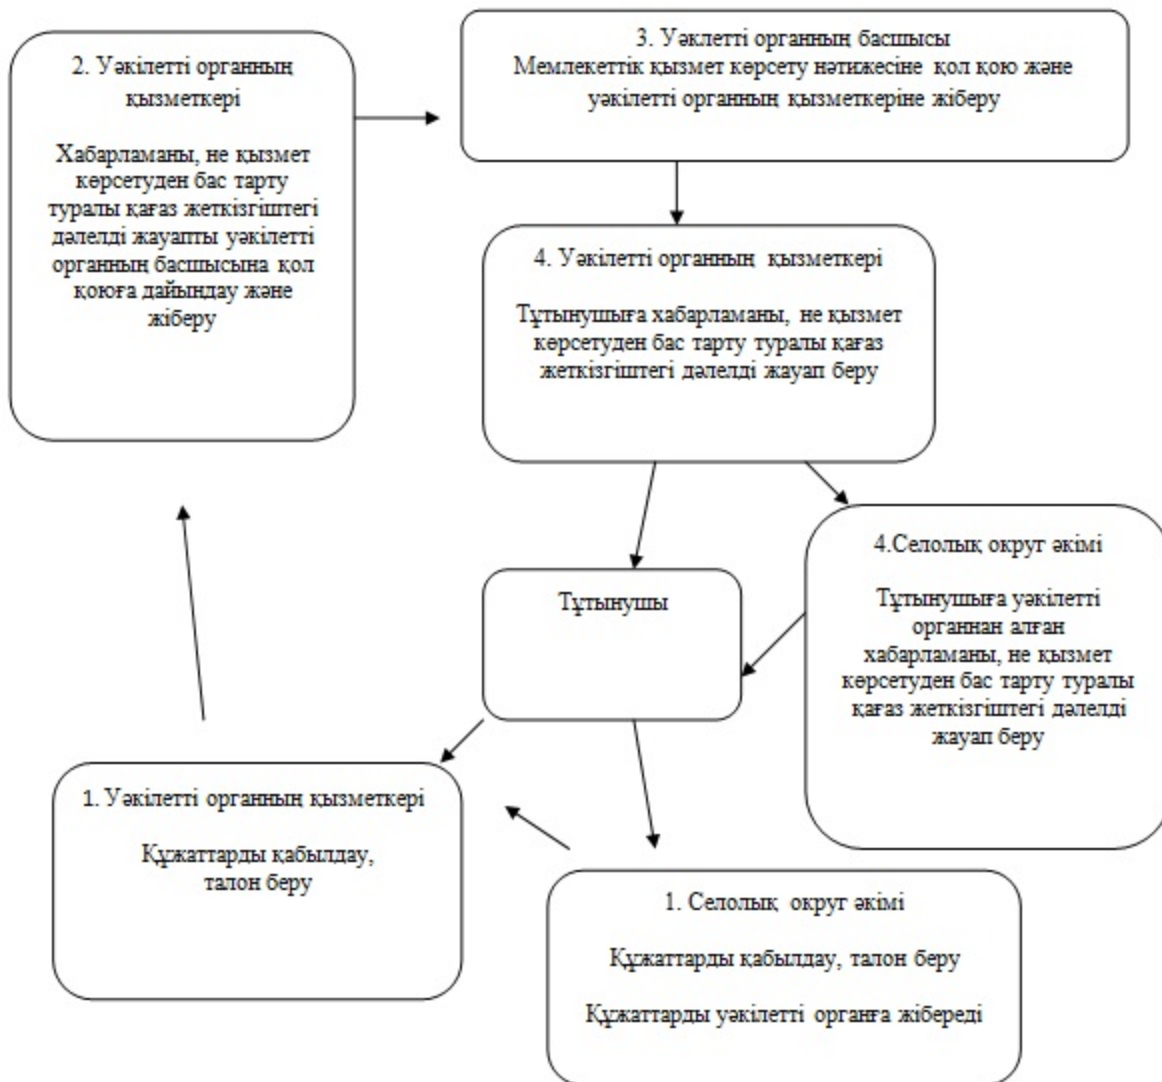 2. Уәкілетті органның
қызметкері
Хабарламаны, не қызмет
көрсетуден бас тарту
туралы қағаз жеткізгіштегі
дәлелді жауапты уәкілетті
органның басшысына қол
қоюға дайындау және
жіберу
3. Уәклетті органның басшысы
Мемлекеттік қызмет көрсету нәтижесіне қол қою және
уәкілетті органның қызметкеріне жіберу
4. Уәкілетті органның қызметкері
Тұтынушыға хабарламаны, не қызмет
көрсетуден бас тарту туралы қағаз
жеткізгіштегі дәлелді жауап беру
4.Селолық округ әкімі
Тұтынушыға уәкілетті
органнан алған
хабарламаны, не қызмет
көрсетуден бас тарту туралы
қағаз жеткізгіштегі дәлелді
жауап беру
Тұтынушы
1. Уәкілетті органның қызметкері
Құжаттарды қабылдау,
талон беру
1. Селолық округ әкімі
Құжаттарды қабылдау, талон беру
Құжаттарды уәкілетті органға жібереді